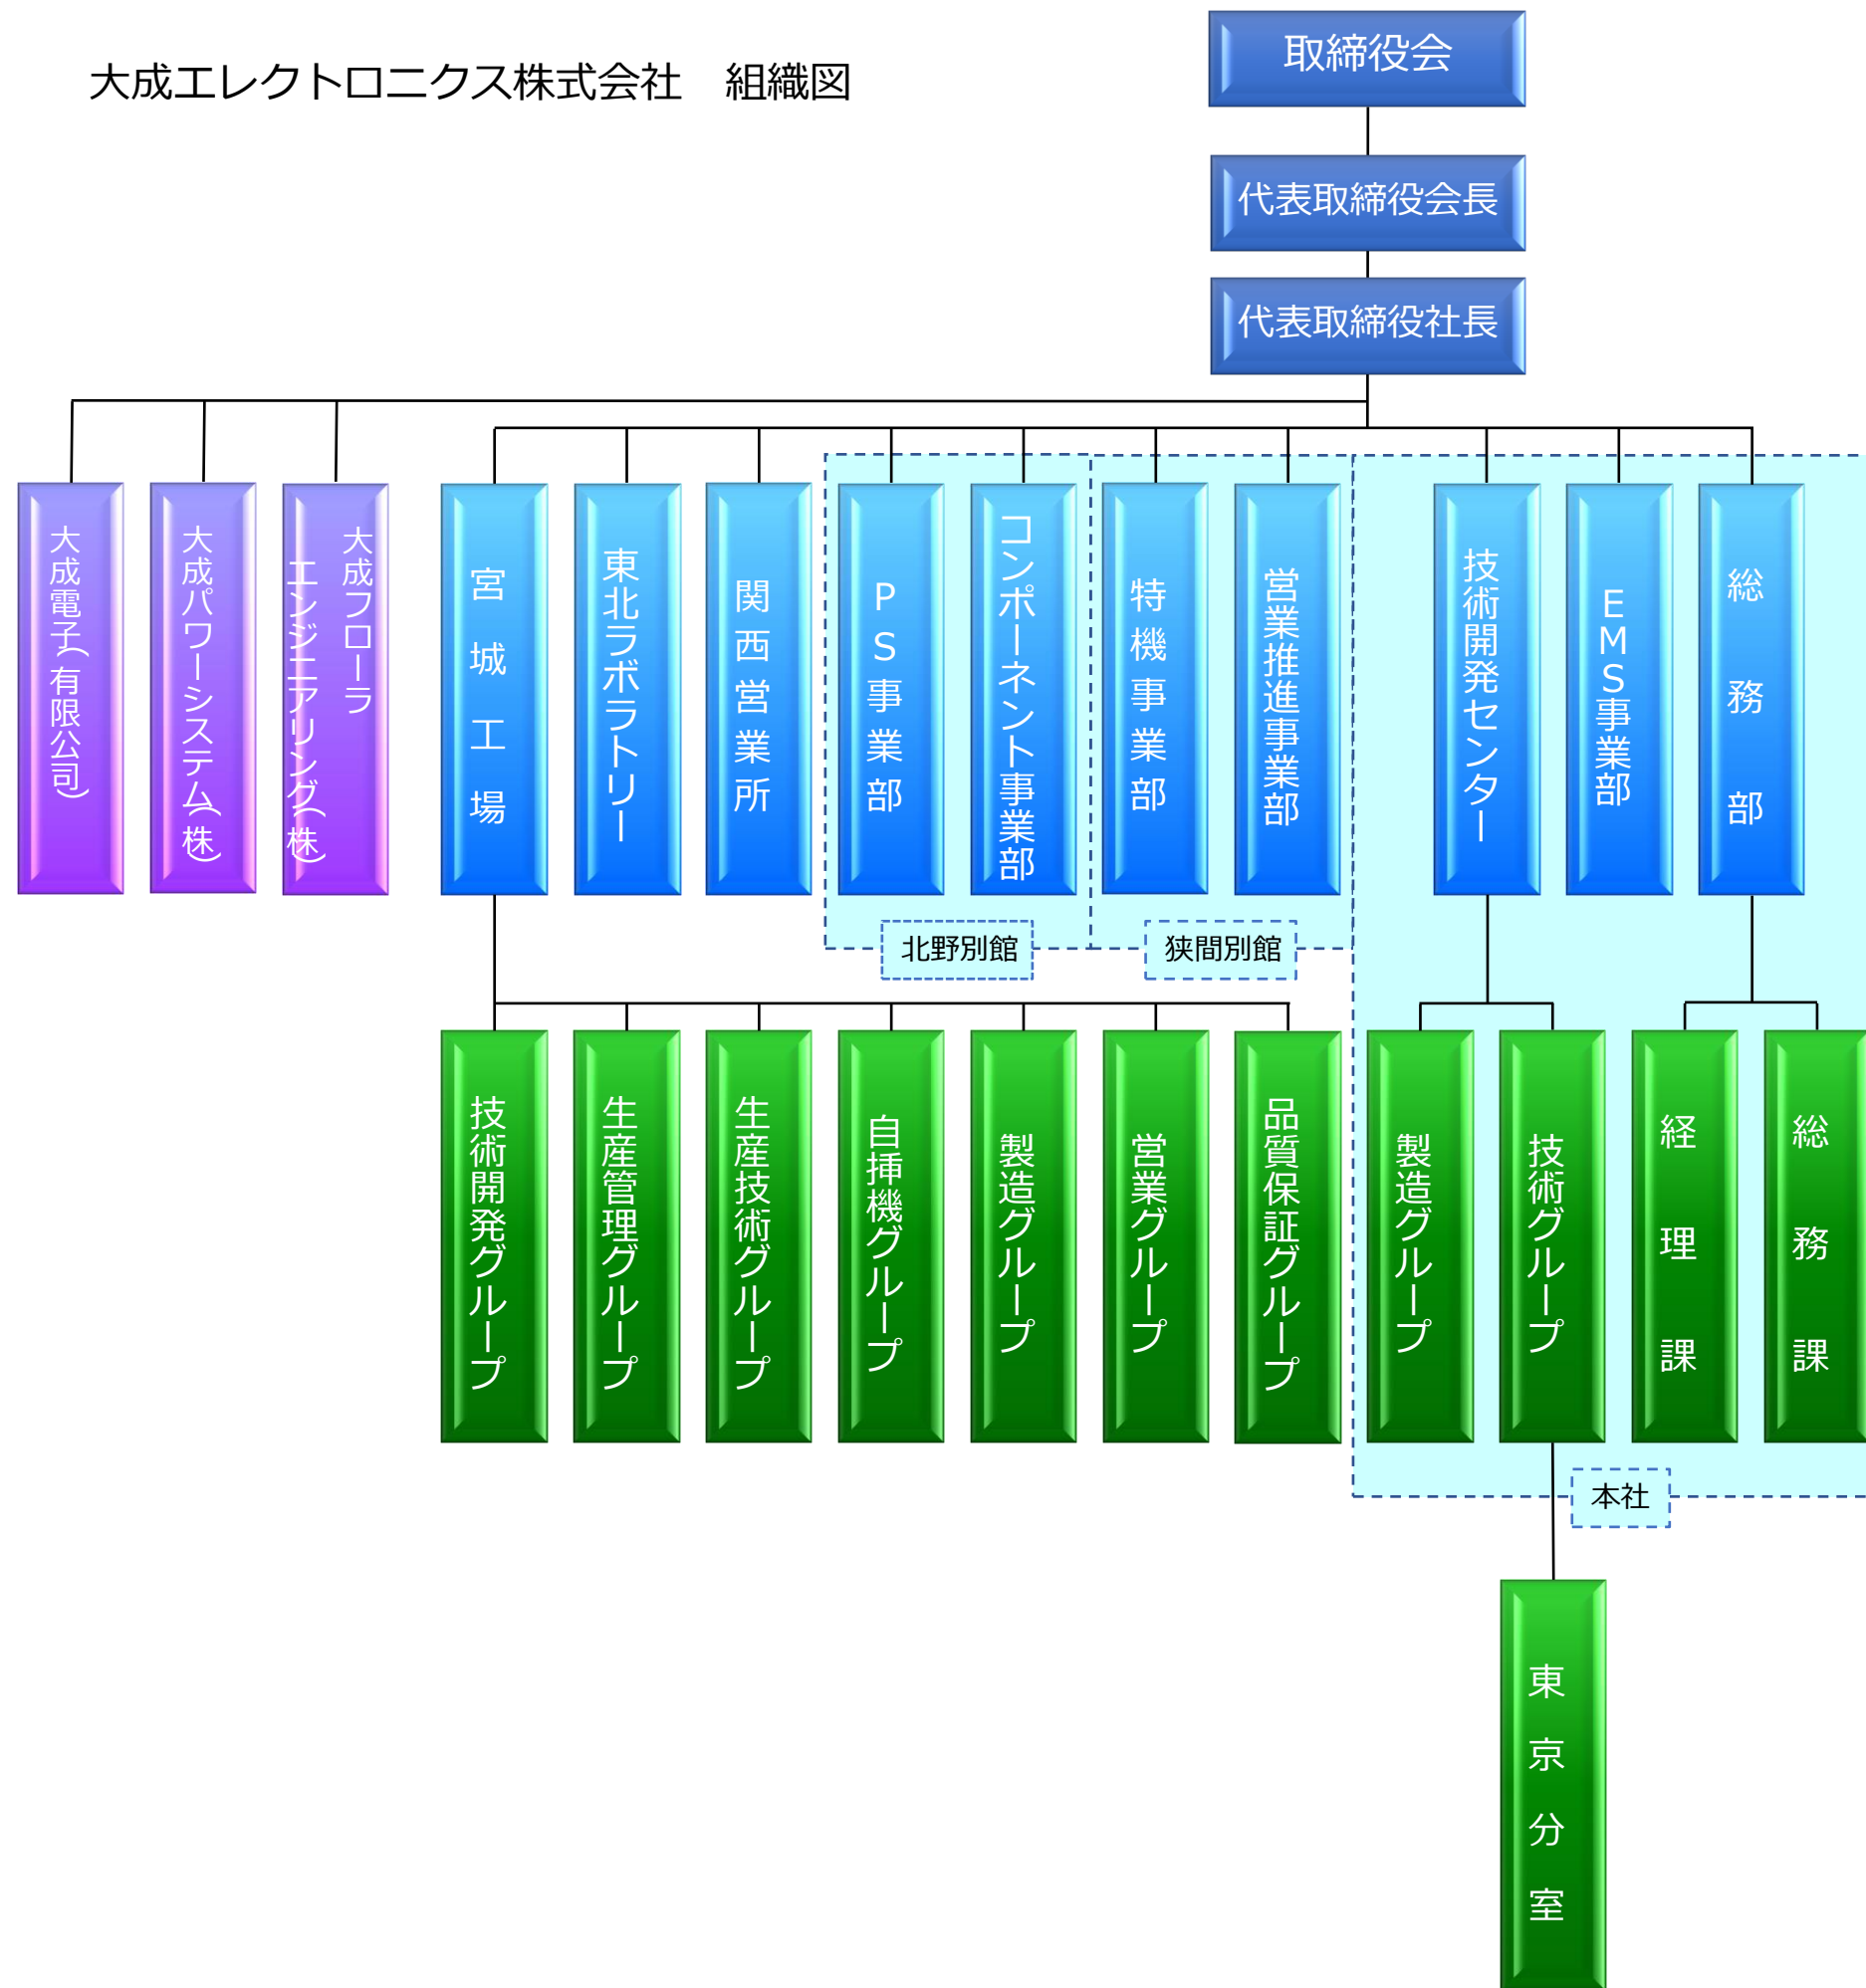 大成エレクトロニクス株式会社　組織図
取締役会
代表取締役会長
代表取締役社長
大成電子(有限公司)
大成パワーシステム(株)
大成フローラ
エンジニアリング(株)
宮城工場
東北ラボラトリー
関西営業所
ＰＳ事業部
コンポーネント事業部
特機事業部
営業推進事業部
技術開発センター
ＥＭＳ事業部
総務部
北野別館
狭間別館
技術開発グループ
生産管理グループ
生産技術グループ
自挿機グループ
製造グループ
営業グループ
品質保証グループ
製造グループ
技術グループ
経理課
総務課
本社
東京分室